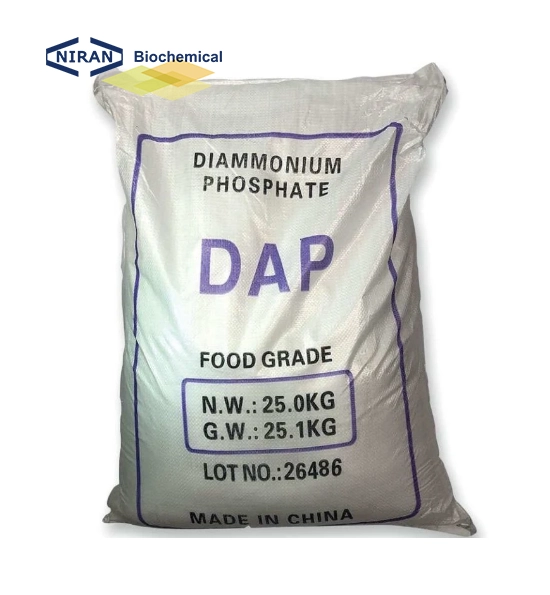 NIRAN Biochemical
DIAMMONIUM
PHOSPHATE
DAP
FOOD GRADE
N.W.: 25.0KG
G.W.: 25.1KG
LOT NO.:26486
MADE IN CHINA